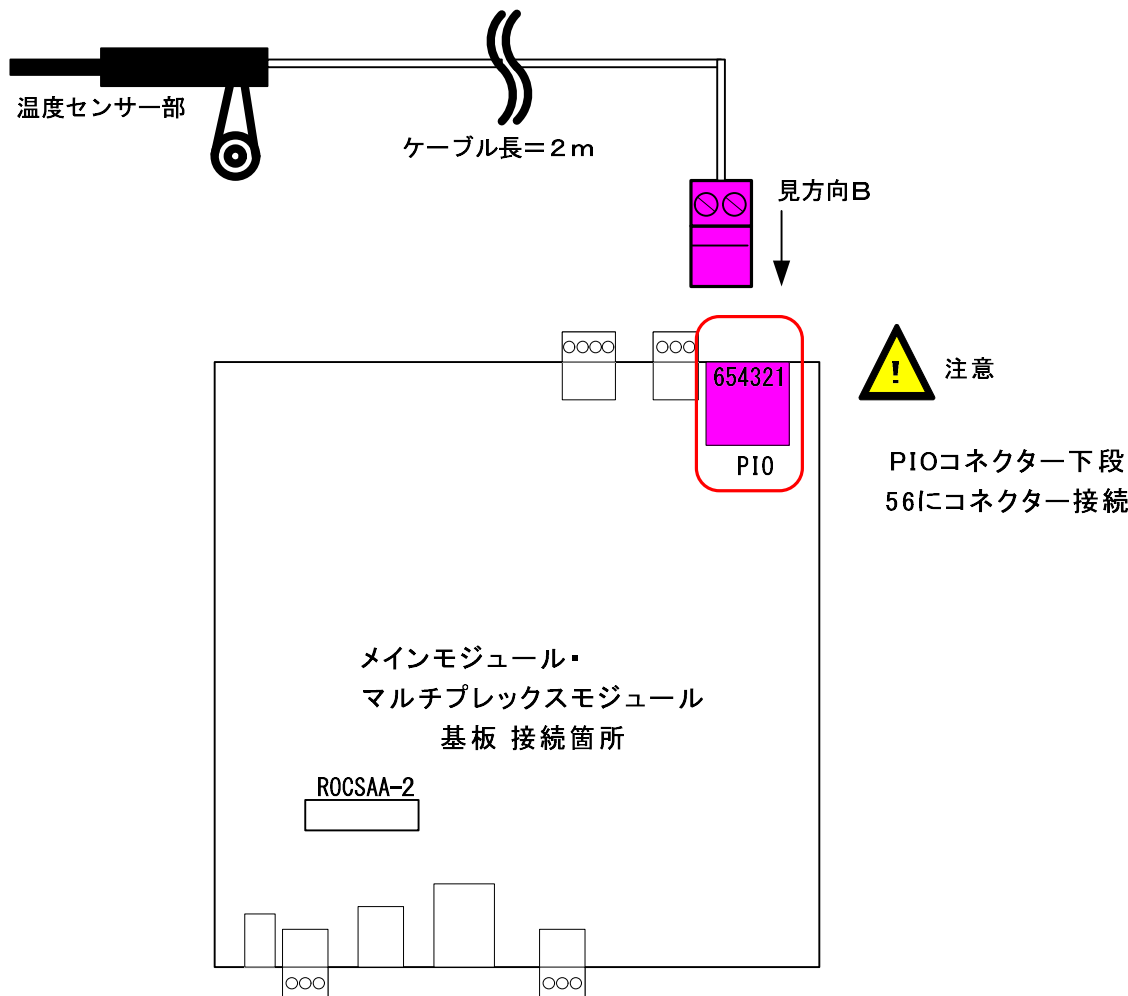 温度センサー部
ケーブル長=2m
見方向B
654321
PIO
!
注意
PIOコネクター下段
56にコネクター接続
メインモジュール・
マルチプレックスモジュール
基板 接続箇所
ROCSAA-2